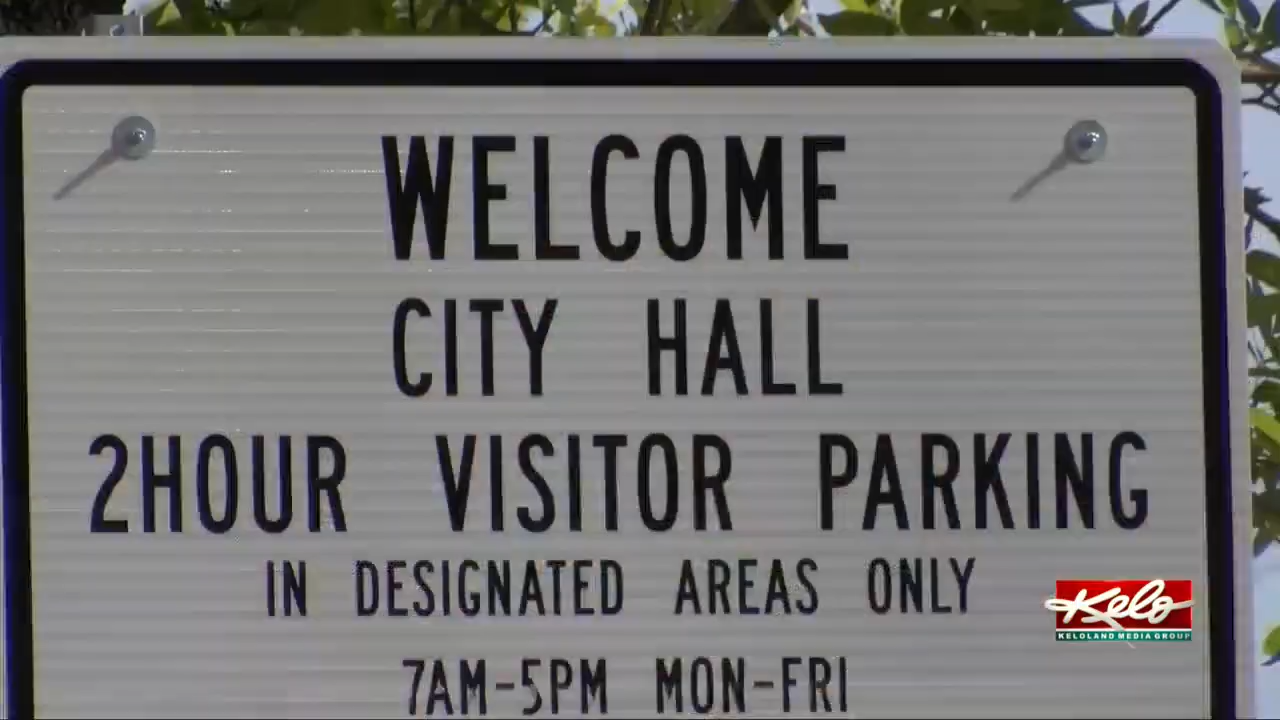 WELCOME
CITY HALL
2HOUR VISITOR PARKING
IN DESIGNATED AREAS ONLY
7AM-5PM MON-FRI
Kelo
KELOLAND MEDIA GROUP